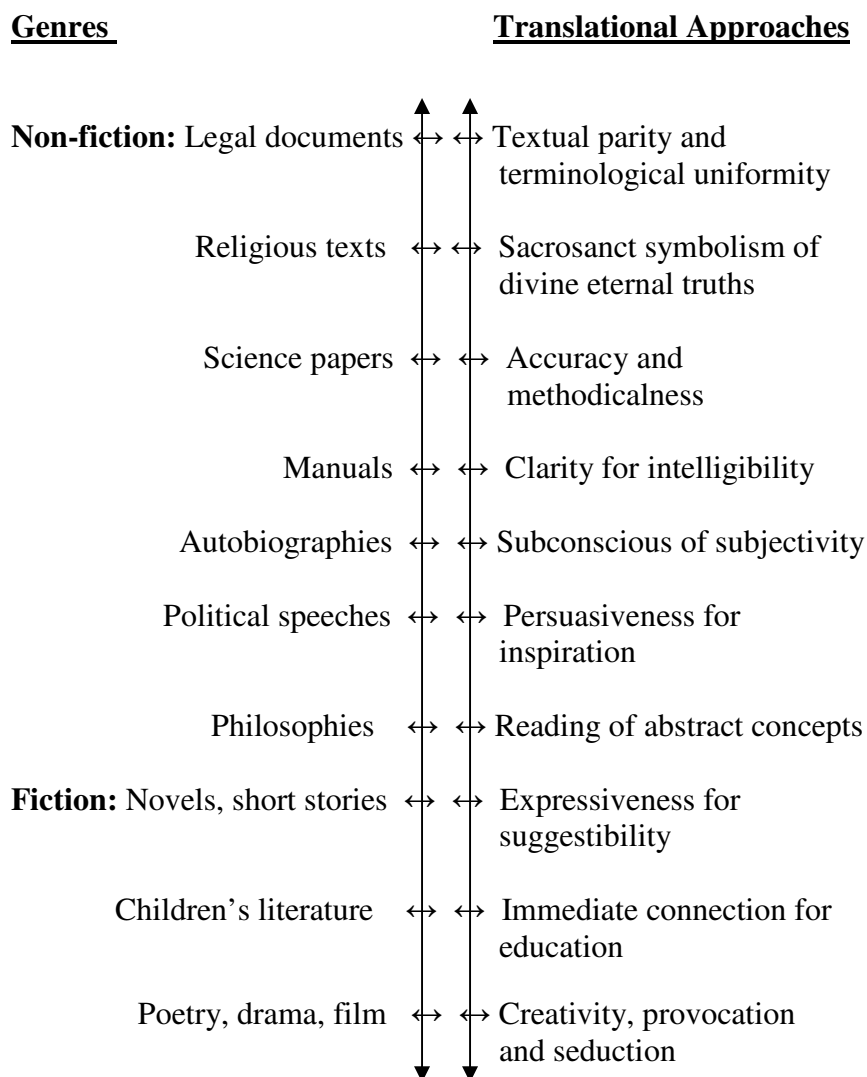 Genres Translational Approaches
Non-fiction: Legal documents ↔ ↔ Textual parity and
terminological uniformity
Religious texts ↔ ↔ Sacrosanct symbolism of
divine eternal truths
Science papers ↔ ↔ Accuracy and
methodicalness
Manuals ↔ ↔ Clarity for intelligibility
Autobiographies ↔ ↔ Subconscious of subjectivity
Political speeches ↔ ↔ Persuasiveness for
inspiration
Philosophies ↔ ↔ Reading of abstract concepts
Fiction: Novels, short stories ↔ ↔ Expressiveness for
suggestibility
Children’s literature ↔ ↔ Immediate connection for
education
Poetry, drama, film ↔ ↔ Creativity, provocation
and seduction